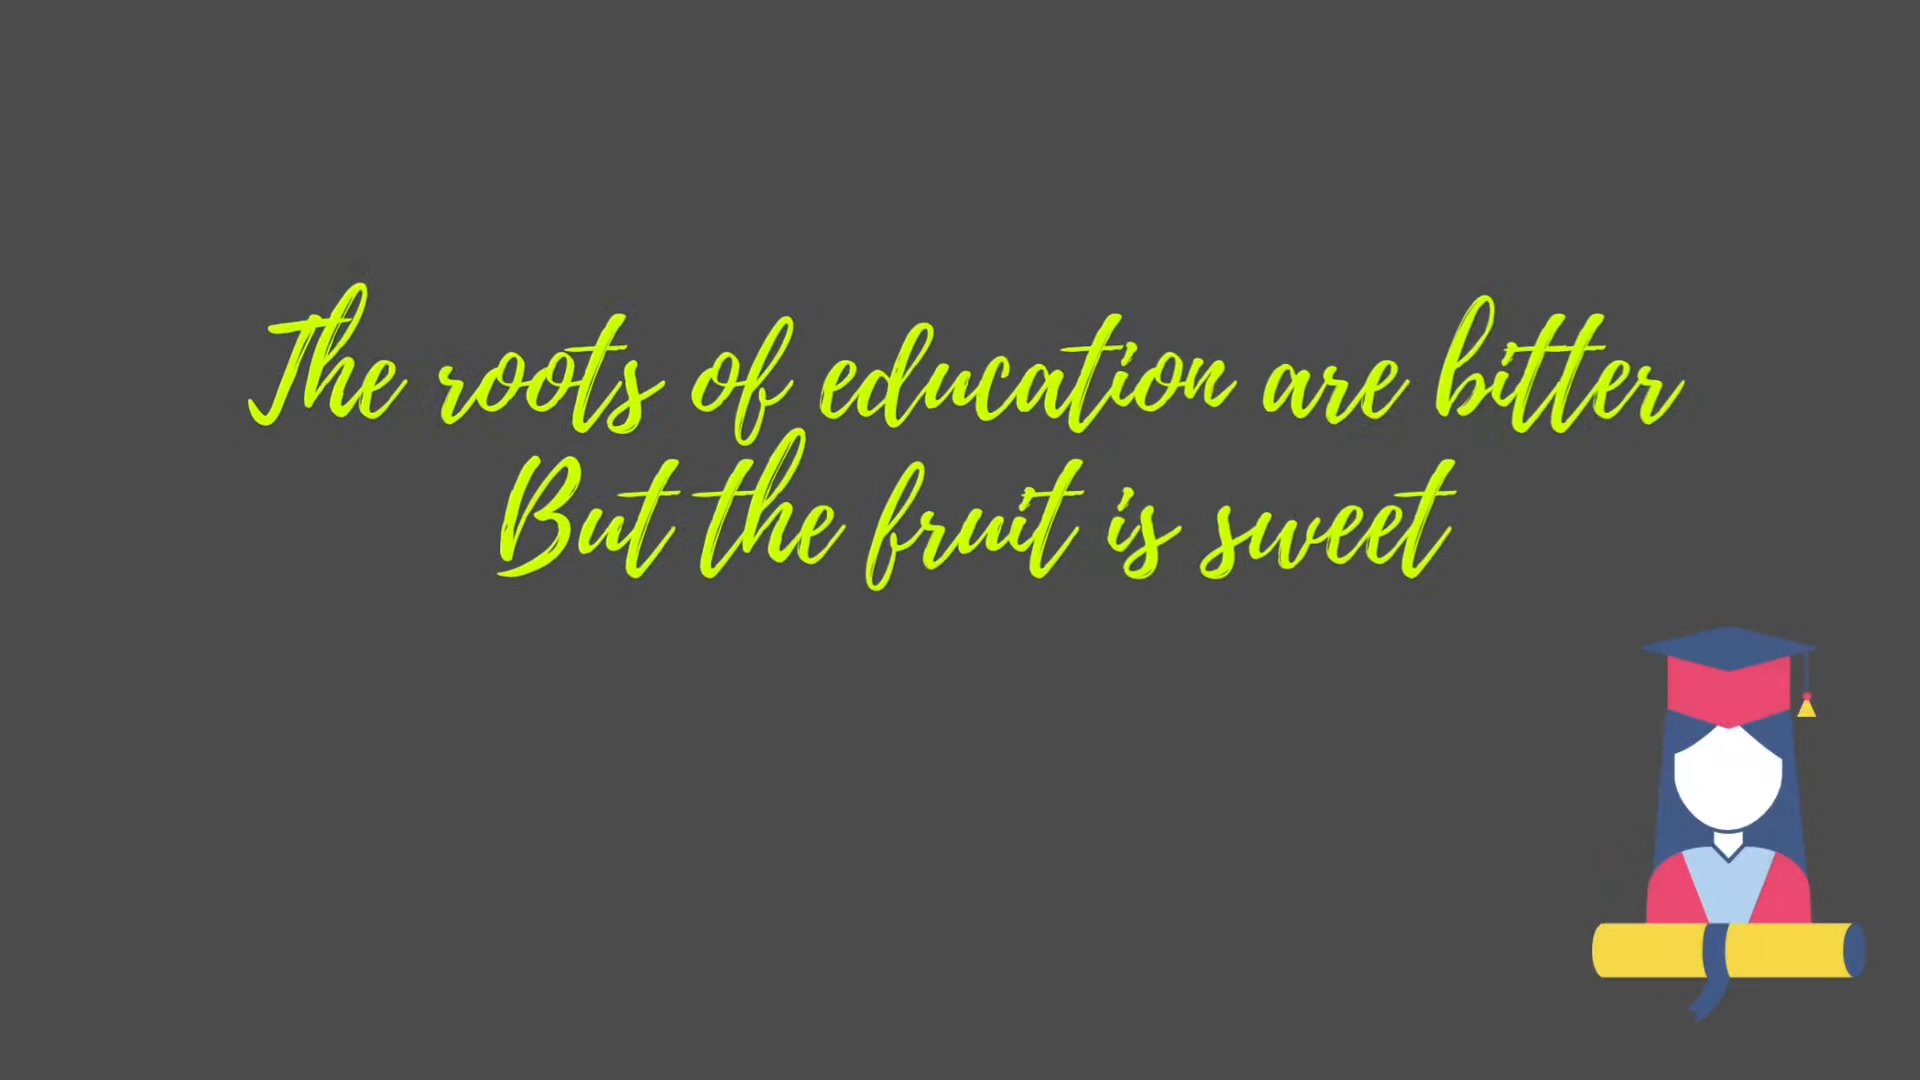 The roots of education are bitter
But the fruit is sweet